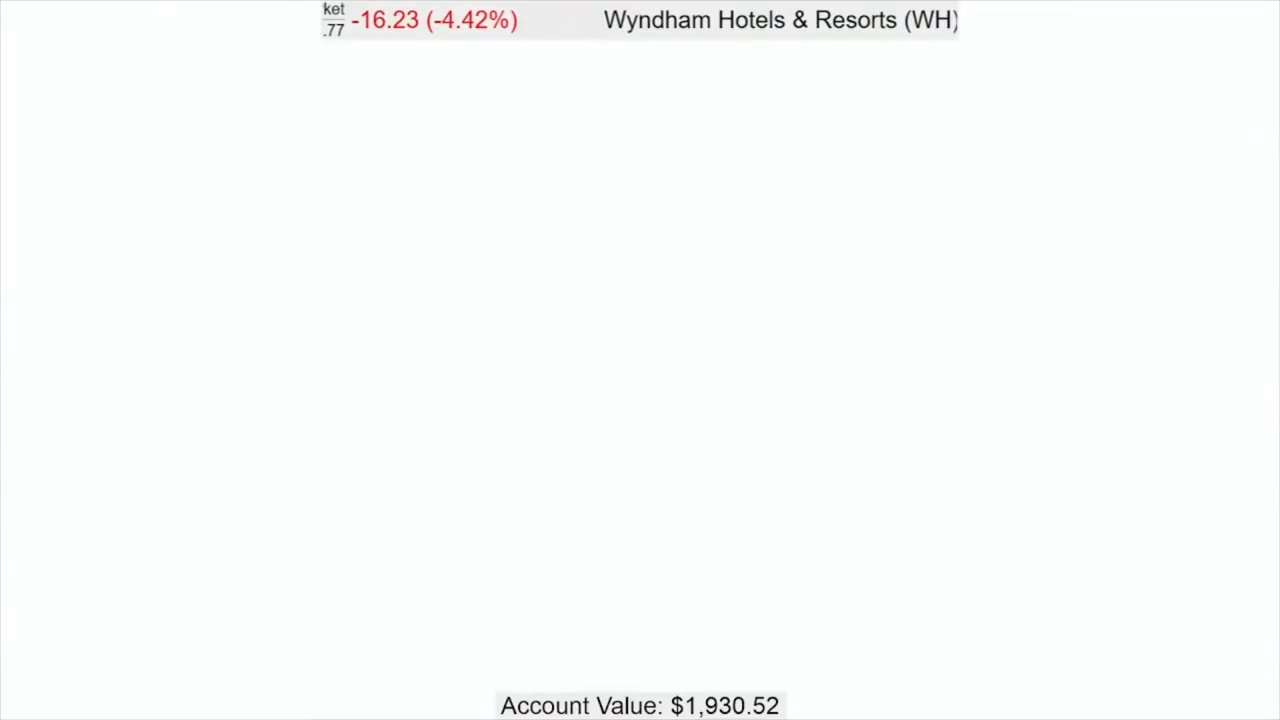 ket
.77 -16.23 (-4.42%) Wyndham Hotels & Resorts (WH)
Account Value: $1,930.52